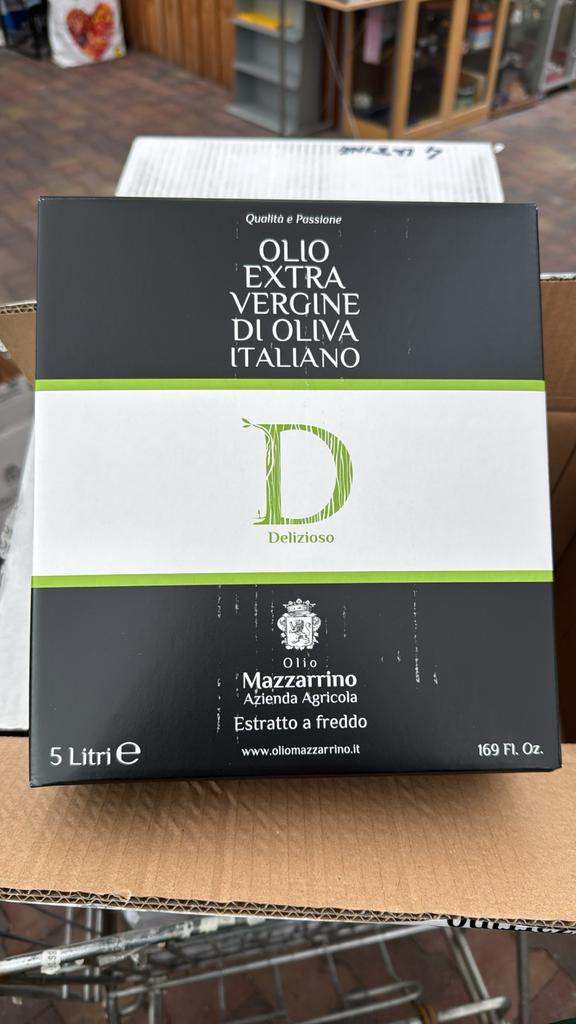 Qualità e Passione
OLIO
EXTRA
VERGINE
DI OLIVA
ITALIANO
D
Delizioso
Olio
Mazzarrino
Azienda Agricola
Estratto a freddo
5 Litri ℮
www.oliomazzarrino.it
169 Fl. Oz.